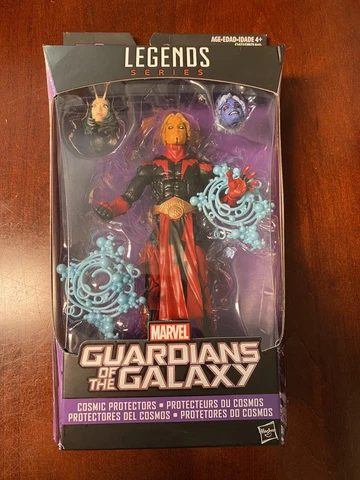 LEGENDS
SERIES
AGE•EDAD•IDADE 4+
MARVEL
GUARDIANS
OF THE GALAXY
COSMIC PROTECTORS ▪ PROTECTEURS DU COSMOS
PROTECTORES DEL COSMOS ▪ PROTETORES DO COSMOS
Hasbro